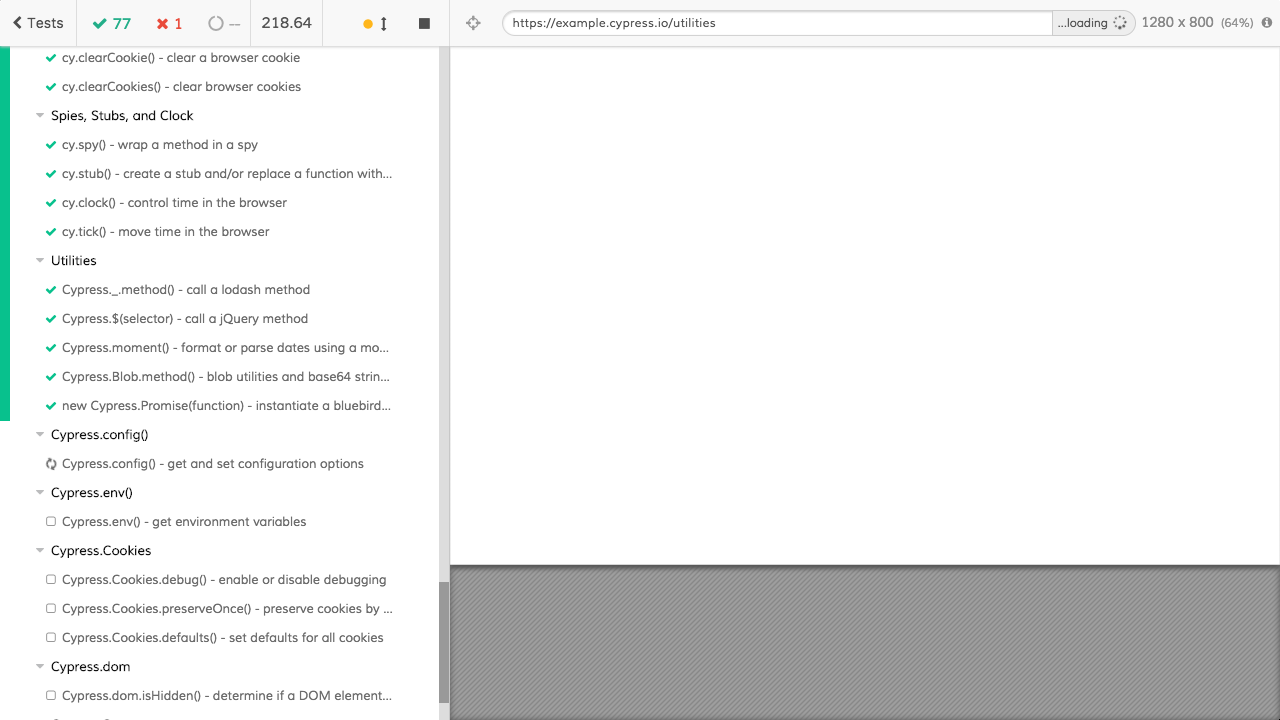 Tests 77 1 -- 218.64 https://example.cypress.io/utilities ...loading 1280 x 800 (64%)
cy.clearCookie() - clear a browser cookie
cy.clearCookies() - clear browser cookies
Spies, Stubs, and Clock
cy.spy() - wrap a method in a spy
cy.stub() - create a stub and/or replace a function with...
cy.clock() - control time in the browser
cy.tick() - move time in the browser
Utilities
Cypress._.method() - call a lodash method
Cypress.$(selector) - call a jQuery method
Cypress.moment() - format or parse dates using a mo...
Cypress.Blob.method() - blob utilities and base64 strin...
new Cypress.Promise(function) - instantiate a bluebird...
Cypress.config()
Cypress.config() - get and set configuration options
Cypress.env()
Cypress.env() - get environment variables
Cypress.Cookies
Cypress.Cookies.debug() - enable or disable debugging
Cypress.Cookies.preserveOnce() - preserve cookies by ...
Cypress.Cookies.defaults() - set defaults for all cookies
Cypress.dom
Cypress.dom.isHidden() - determine if a DOM element...